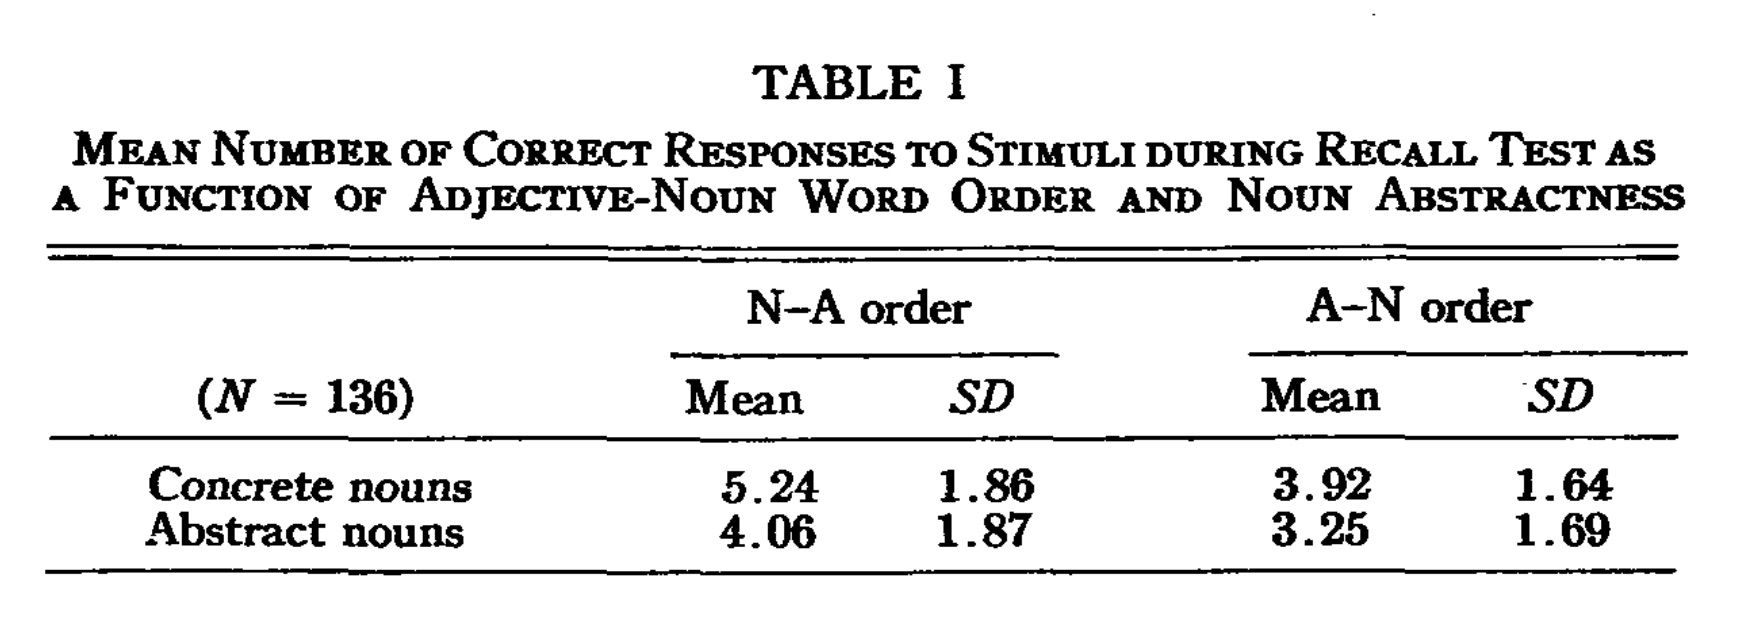 TABLE I
MEAN NUMBER OF CORRECT RESPONSES TO STIMULI DURING RECALL TEST AS
A FUNCTION OF ADJECTIVE-NOUN WORD ORDER AND NOUN ABSTRACTNESS
N–A order A–N order
(N = 136) Mean SD Mean SD
Concrete nouns 5.24 1.86 3.92 1.64
Abstract nouns 4.06 1.87 3.25 1.69